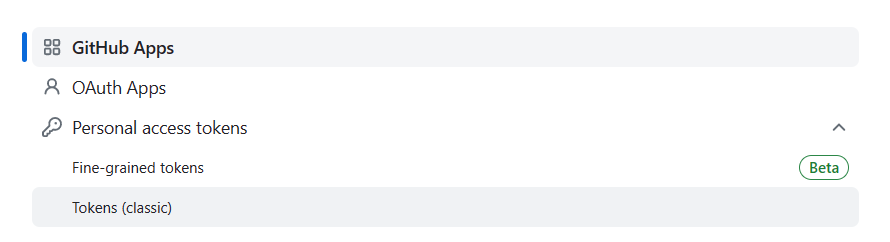 GitHub Apps
OAuth Apps
Personal access tokens
Fine-grained tokens Beta
Tokens (classic)